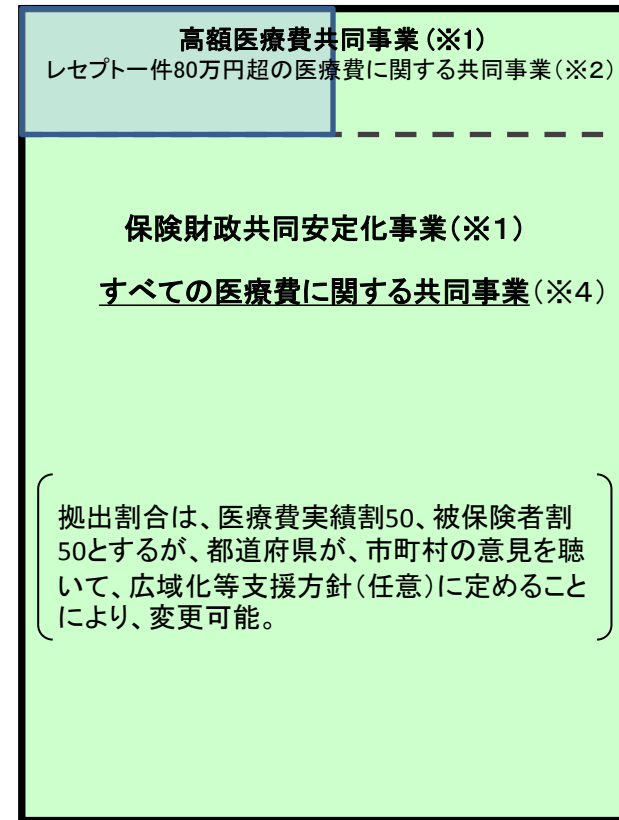 高額医療費共同事業(※1)
レセプト一件80万円超の医療費に関する共同事業(※２)
保険財政共同安定化事業(※１)
すべての医療費に関する共同事業(※４)
拠出割合は、医療費実績割50、被保険者割
50とするが、都道府県が、市町村の意見を聴
いて、広域化等支援方針(任意)に定めること
により、変更可能。